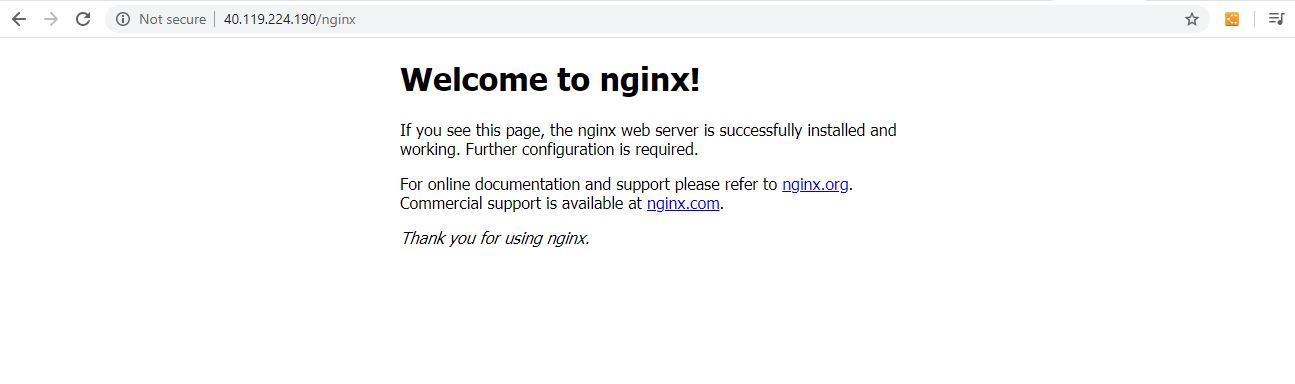 Not secure | 40.119.224.190/nginx
Welcome to nginx!
If you see this page, the nginx web server is successfully installed and
working. Further configuration is required.
For online documentation and support please refer to nginx.org.
Commercial support is available at nginx.com.
Thank you for using nginx.